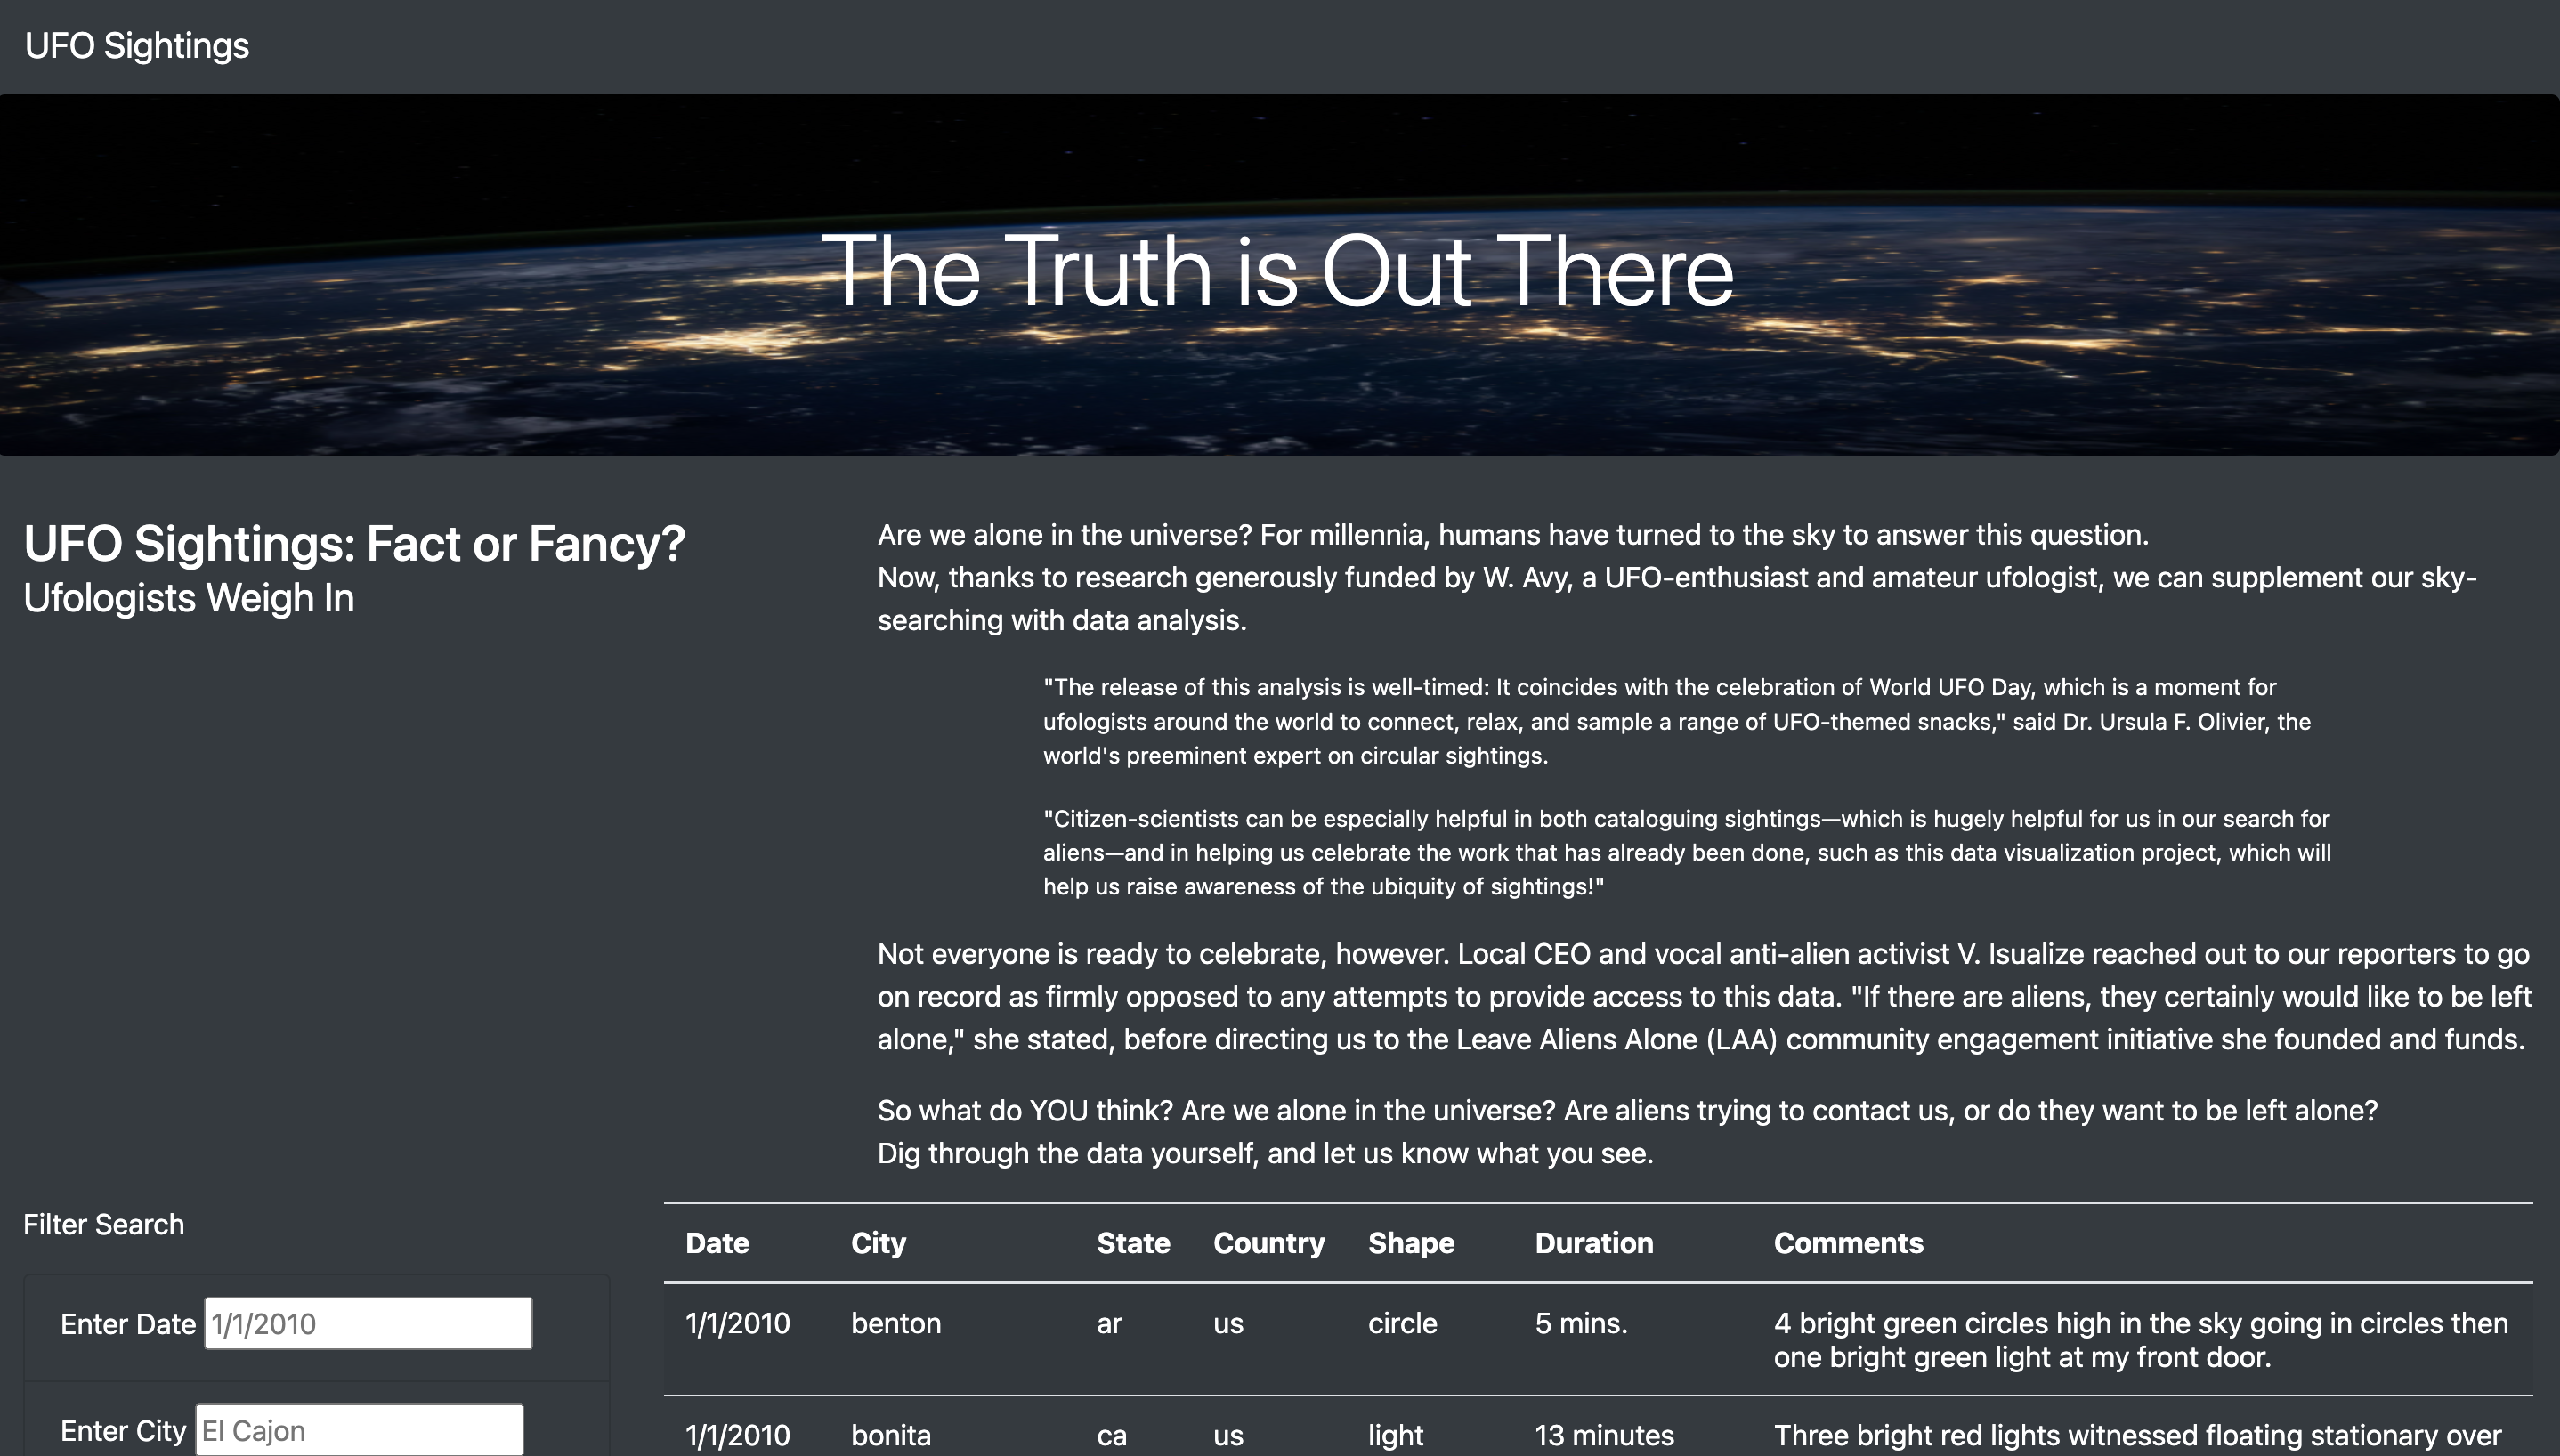 UFO Sightings
The Truth is Out There
UFO Sightings: Fact or Fancy?
Ufologists Weigh In
Are we alone in the universe? For millennia, humans have turned to the sky to answer this question.
Now, thanks to research generously funded by W. Avy, a UFO-enthusiast and amateur ufologist, we can supplement our sky-
searching with data analysis.
"The release of this analysis is well-timed: It coincides with the celebration of World UFO Day, which is a moment for
ufologists around the world to connect, relax, and sample a range of UFO-themed snacks," said Dr. Ursula F. Olivier, the
world's preeminent expert on circular sightings.
"Citizen-scientists can be especially helpful in both cataloguing sightings—which is hugely helpful for us in our search for
aliens—and in helping us celebrate the work that has already been done, such as this data visualization project, which will
help us raise awareness of the ubiquity of sightings!"
Not everyone is ready to celebrate, however. Local CEO and vocal anti-alien activist V. Isualize reached out to our reporters to go
on record as firmly opposed to any attempts to provide access to this data. "If there are aliens, they certainly would like to be left
alone," she stated, before directing us to the Leave Aliens Alone (LAA) community engagement initiative she founded and funds.
So what do YOU think? Are we alone in the universe? Are aliens trying to contact us, or do they want to be left alone?
Dig through the data yourself, and let us know what you see.
Filter Search
Enter Date 1/1/2010
Enter City El Cajon
Date City State Country Shape Duration Comments
1/1/2010 benton ar us circle 5 mins. 4 bright green circles high in the sky going in circles then
one bright green light at my front door.
1/1/2010 bonita ca us light 13 minutes Three bright red lights witnessed floating stationary over